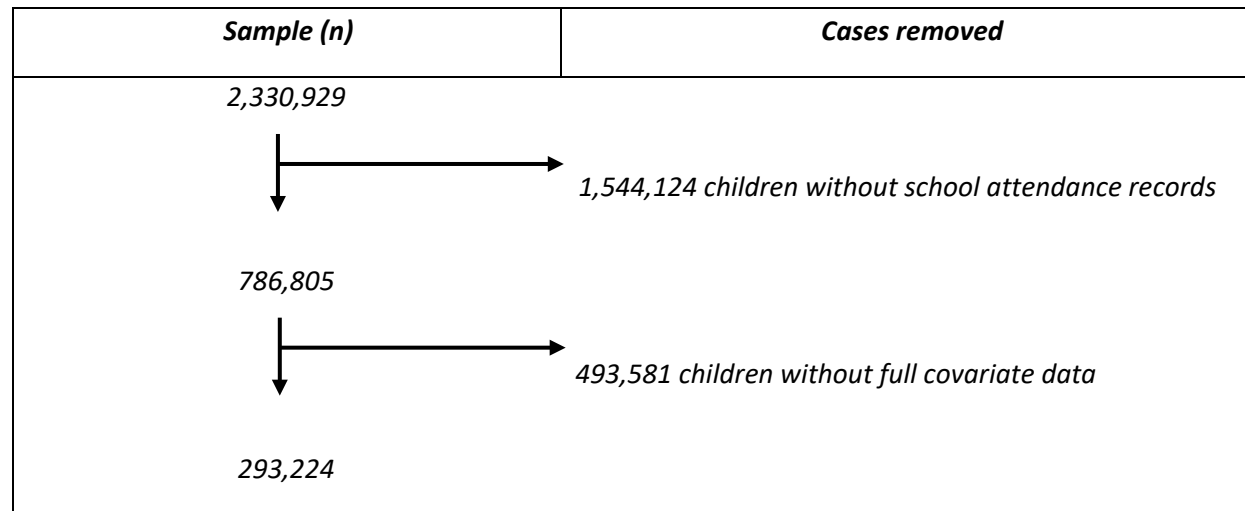 Sample (n)
Cases removed
2,330,929
1,544,124 children without school attendance records
786,805
493,581 children without full covariate data
293,224